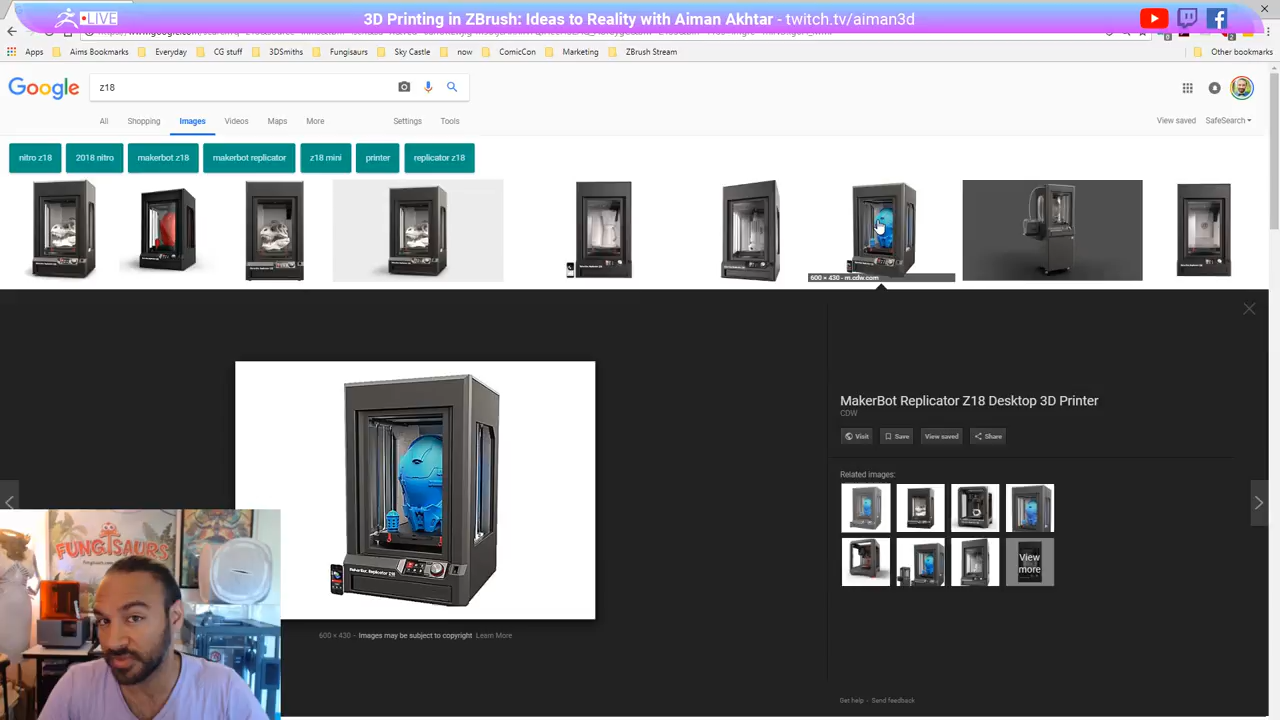 LIVE
3D Printing in ZBrush: Ideas to Reality with Aiman Akhtar - twitch.tv/aiman3d
Apps Aims Bookmarks Everyday CG stuff 3DSmiths Fungisaurs Sky Castle now ComicCon Marketing ZBrush Stream Other bookmarks
Google z18
All Shopping Images Videos Maps More Settings Tools View saved SafeSearch
nitro z18 2018 nitro makerbot z18 makerbot replicator z18 mini printer replicator z18
600 × 430 - m.cdw.com
MakerBot Replicator Z18 Desktop 3D Printer
CDW
Visit Save View saved Share
Related images:
View
more
MakerBot. Replicator Z18
FUNGISAURS
600 × 430 - Images may be subject to copyright Learn More
Get help - Send feedback